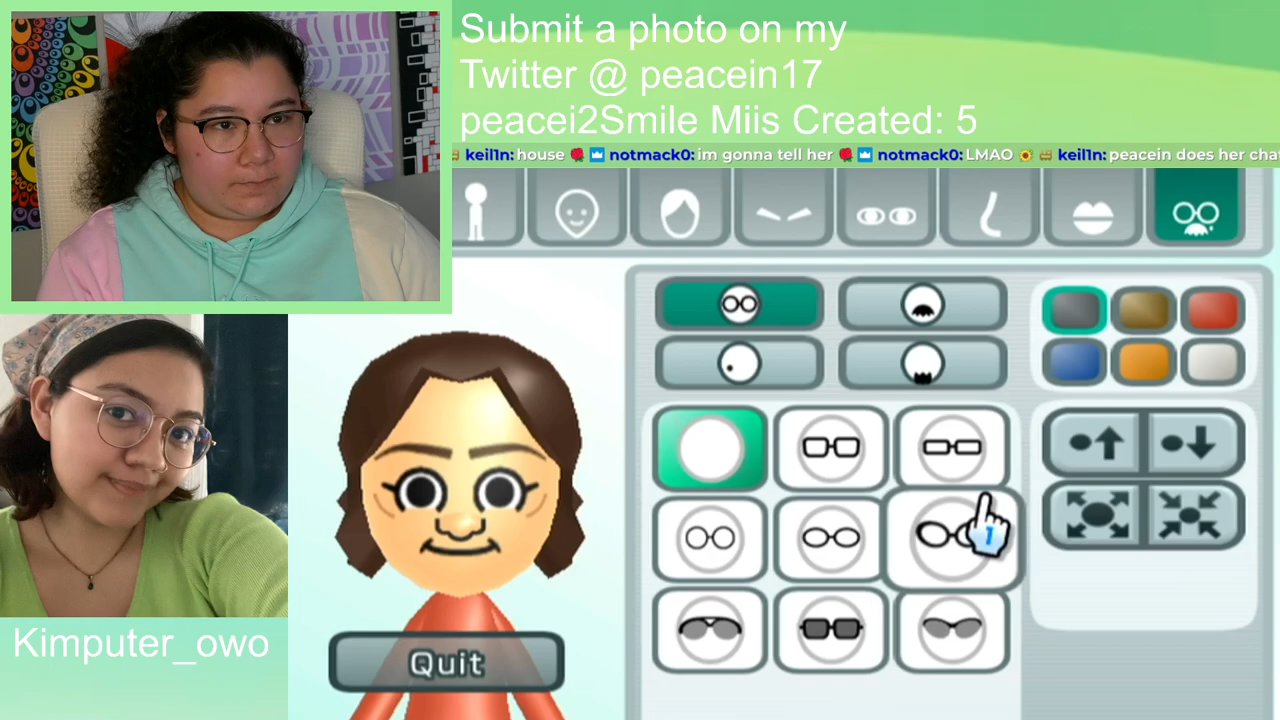 Submit a photo on my
Twitter @ peacein17
peacei2Smile Miis Created: 5
keil1n: house notmack0: im gonna tell her notmack0: LMAO keil1n: peacein does her cha
Kimputer_owo
Quit
1